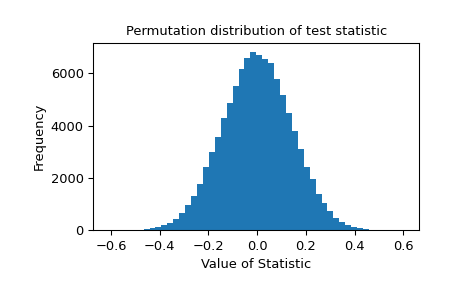 Permutation distribution of test statistic
6000
4000
2000
0
Frequency
−0.6 −0.4 −0.2 0.0 0.2 0.4 0.6
Value of Statistic